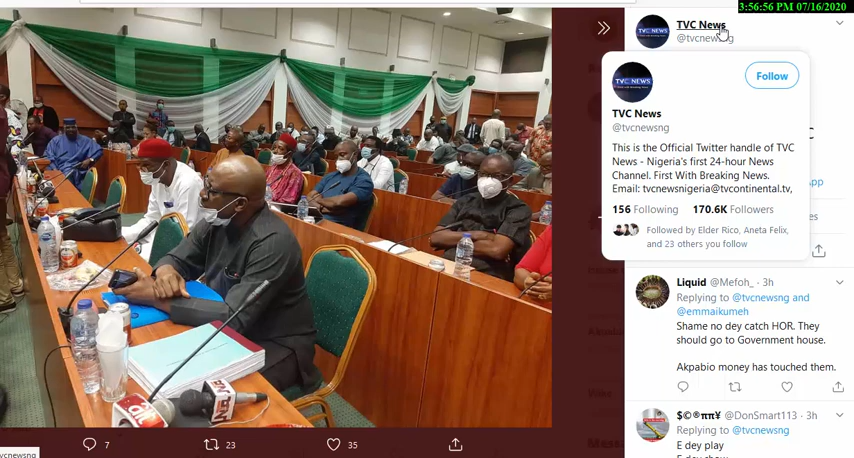 3:56:56 PM 07/16/2020
TVC News
@tvcnewsng
TVC NEWS
Follow
TVC News
@tvcnewsng
This is the Official Twitter handle of TVC
News - Nigeria's first 24-hour News
Channel. First With Breaking News.
Email: tvcnewsnigeria@tvcontinental.tv,
156 Following 170.6K Followers
Followed by Elder Rico, Aneta Felix,
and 23 others you follow
Liquid @Mefoh_ · 3h
Replying to @tvcnewsng and
@emmaikumeh
Shame no dey catch HOR. They
should go to Government house.
Akpabio money has touched them.
$©®ππ¥ @DonSmart113 · 3h
Replying to @tvcnewsng
E dey play
7 23 35
vcnewsng